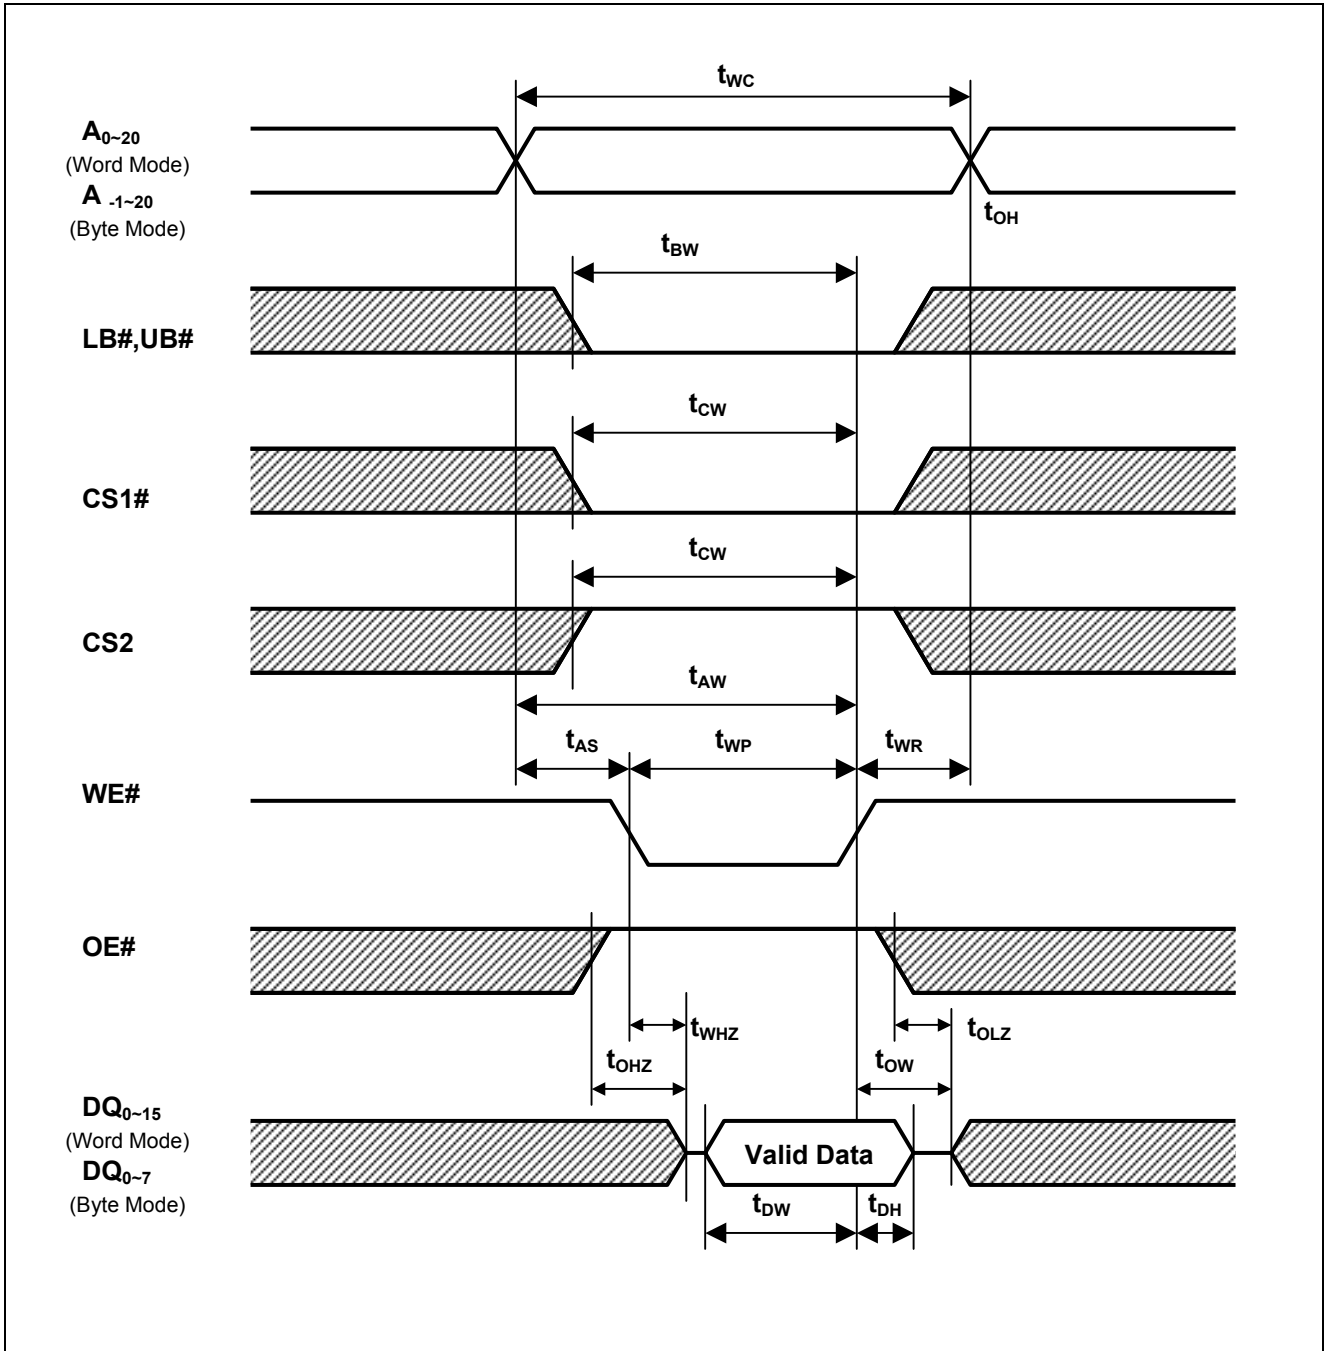 tWC
A0~20
(Word Mode)
A -1~20
(Byte Mode)
tOH
tBW
LB#,UB#
tCW
CS1#
tCW
CS2
tAW
tAS
tWP
tWR
WE#
OE#
tWHZ
tOLZ
tOHZ
tOW
DQ0~15
(Word Mode)
DQ0~7
(Byte Mode)
Valid Data
tDW
tDH